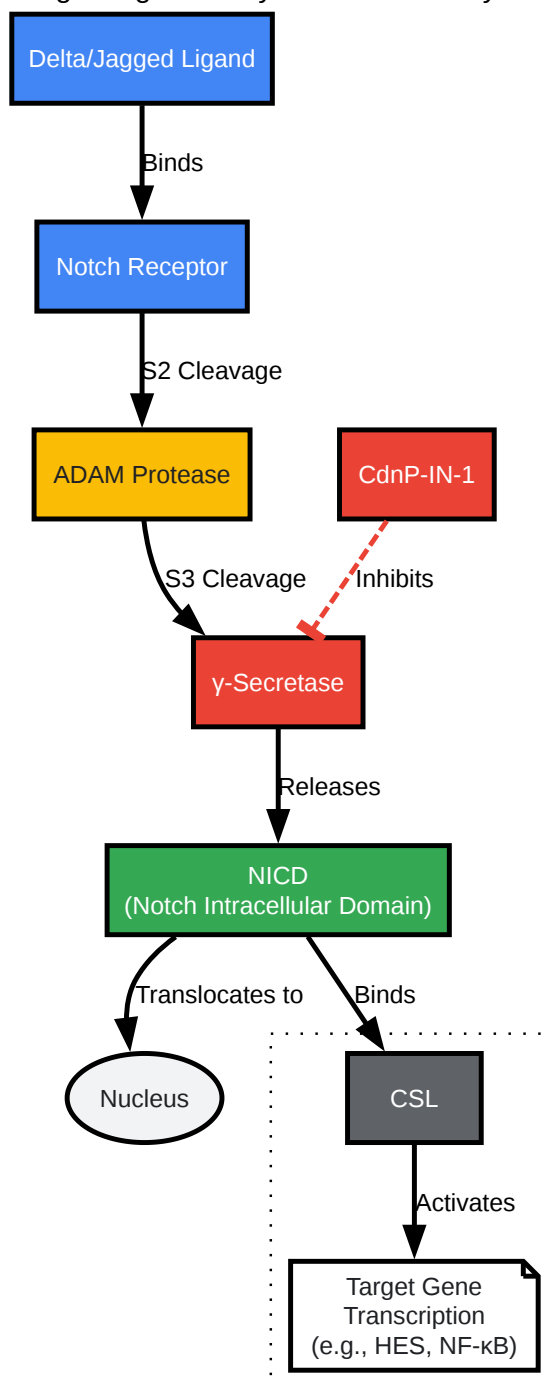 Delta/Jagged Ligand
Binds
Notch Receptor
S2 Cleavage
ADAM Protease
CdnP-IN-1
S3 Cleavage
Inhibits
γ-Secretase
Releases
NICD
(Notch Intracellular Domain)
Translocates to
Binds
Nucleus
CSL
Activates
Target Gene
Transcription
(e.g., HES, NF-κB)